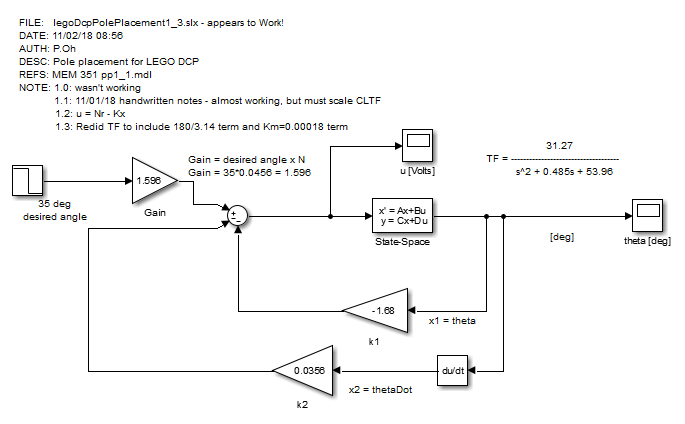 FILE: legoDcpPolePlacement1_3.slx - appears to Work!
DATE: 11/02/18 08:56
AUTH: P.Oh
DESC: Pole placement for LEGO DCP
REFS: MEM 351 pp1_1.mdl
NOTE: 1.0: wasn't working
1.1: 11/01/18 handwritten notes - almost working, but must scale CLTF
1.2: u = Nr - Kx
1.3: Redid TF to include 180/3.14 term and Km=0.00018 term
31.27
TF = ---------------------------------
s^2 + 0.485s + 53.96
Gain = desired angle x N
Gain = 35*0.0456 = 1.596
u [Volts]
1.596
35 deg
desired angle
Gain
x' = Ax+Bu
y = Cx+Du
State-Space
[deg]
theta [deg]
-1.68
x1 = theta
k1
0.0356
du/dt
x2 = thetaDot
k2